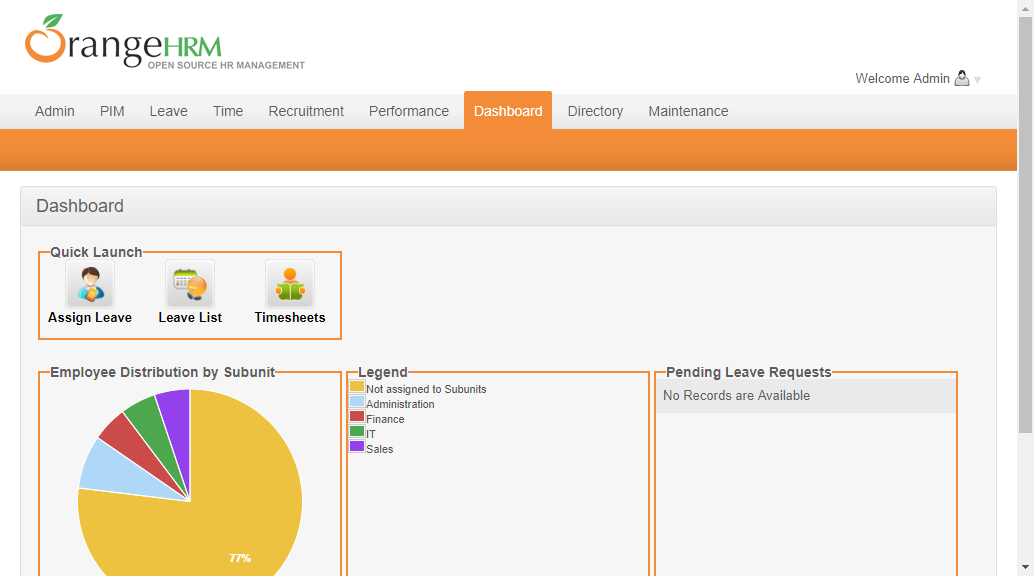 OrangeHRM
OPEN SOURCE HR MANAGEMENT
Welcome Admin
Admin PIM Leave Time Recruitment Performance Dashboard Directory Maintenance
Dashboard
Quick Launch
Assign Leave Leave List Timesheets
Employee Distribution by Subunit
77%
Legend
Not assigned to Subunits
Administration
Finance
IT
Sales
Pending Leave Requests
No Records are Available